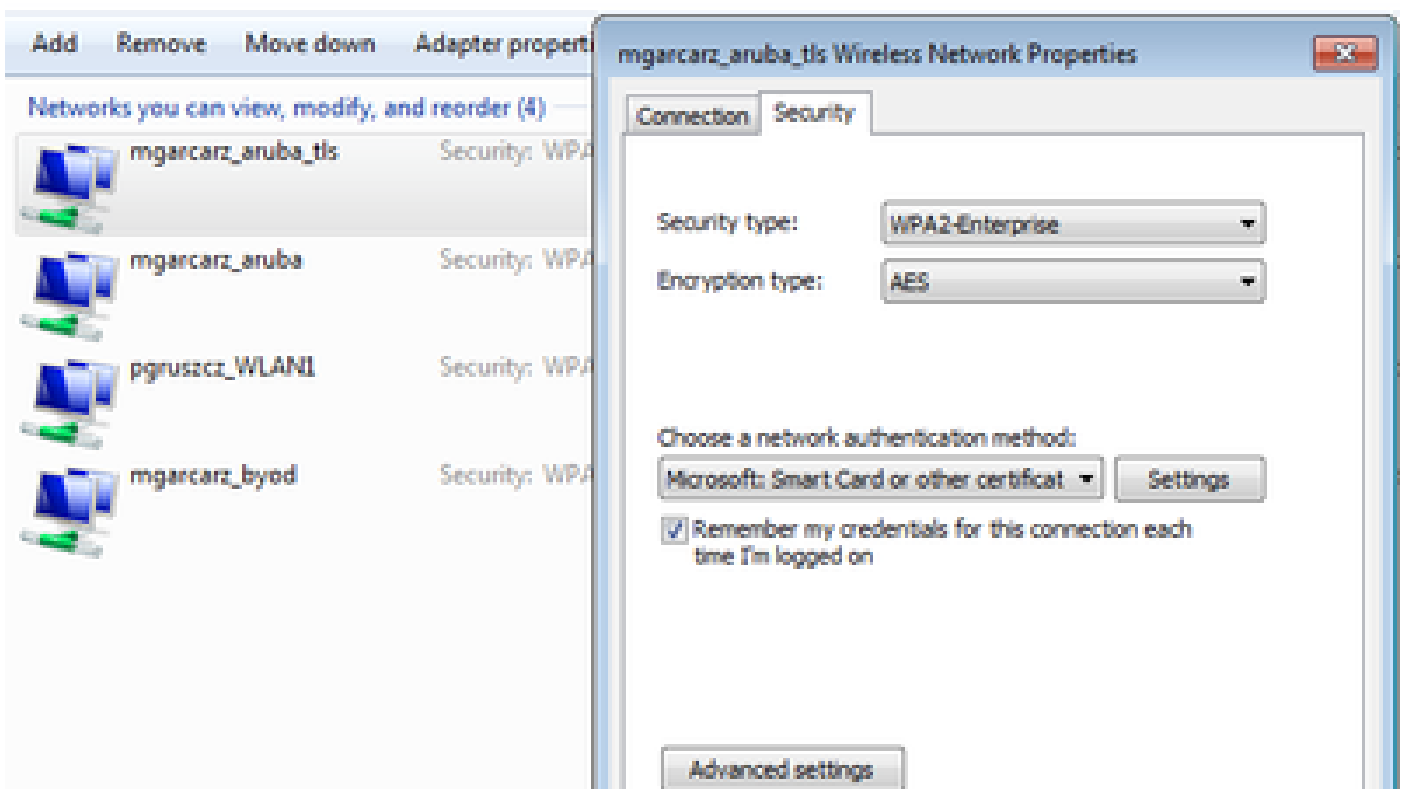 Add Remove Move down Adapter properti
mgarcarz_aruba_tls Wireless Network Properties
Networks you can view, modify, and reorder (4)
mgarcarz_aruba_tls Security: WPA
mgarcarz_aruba Security: WPA
pgruszcz_WLAN1 Security: WPA
mgarcarz_byod Security: WPA
Connection Security
Security type: WPA2-Enterprise
Encryption type: AES
Choose a network authentication method:
Microsoft: Smart Card or other certificat Settings
Remember my credentials for this connection each
time I'm logged on
Advanced settings